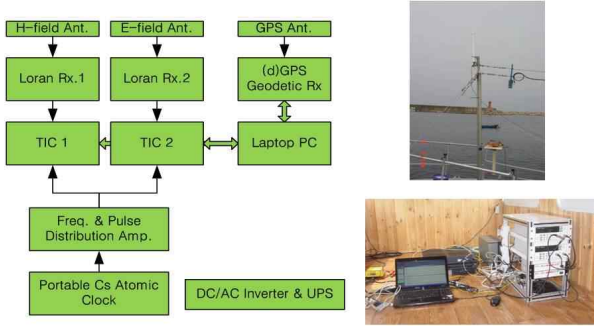 H-field Ant.
E-field Ant.
GPS Ant.
Loran Rx.1
Loran Rx.2
(d)GPS
Geodetic Rx
TIC 1
TIC 2
Laptop PC
Freq. & Pulse
Distribution Amp.
Portable Cs Atomic
Clock
DC/AC Inverter & UPS